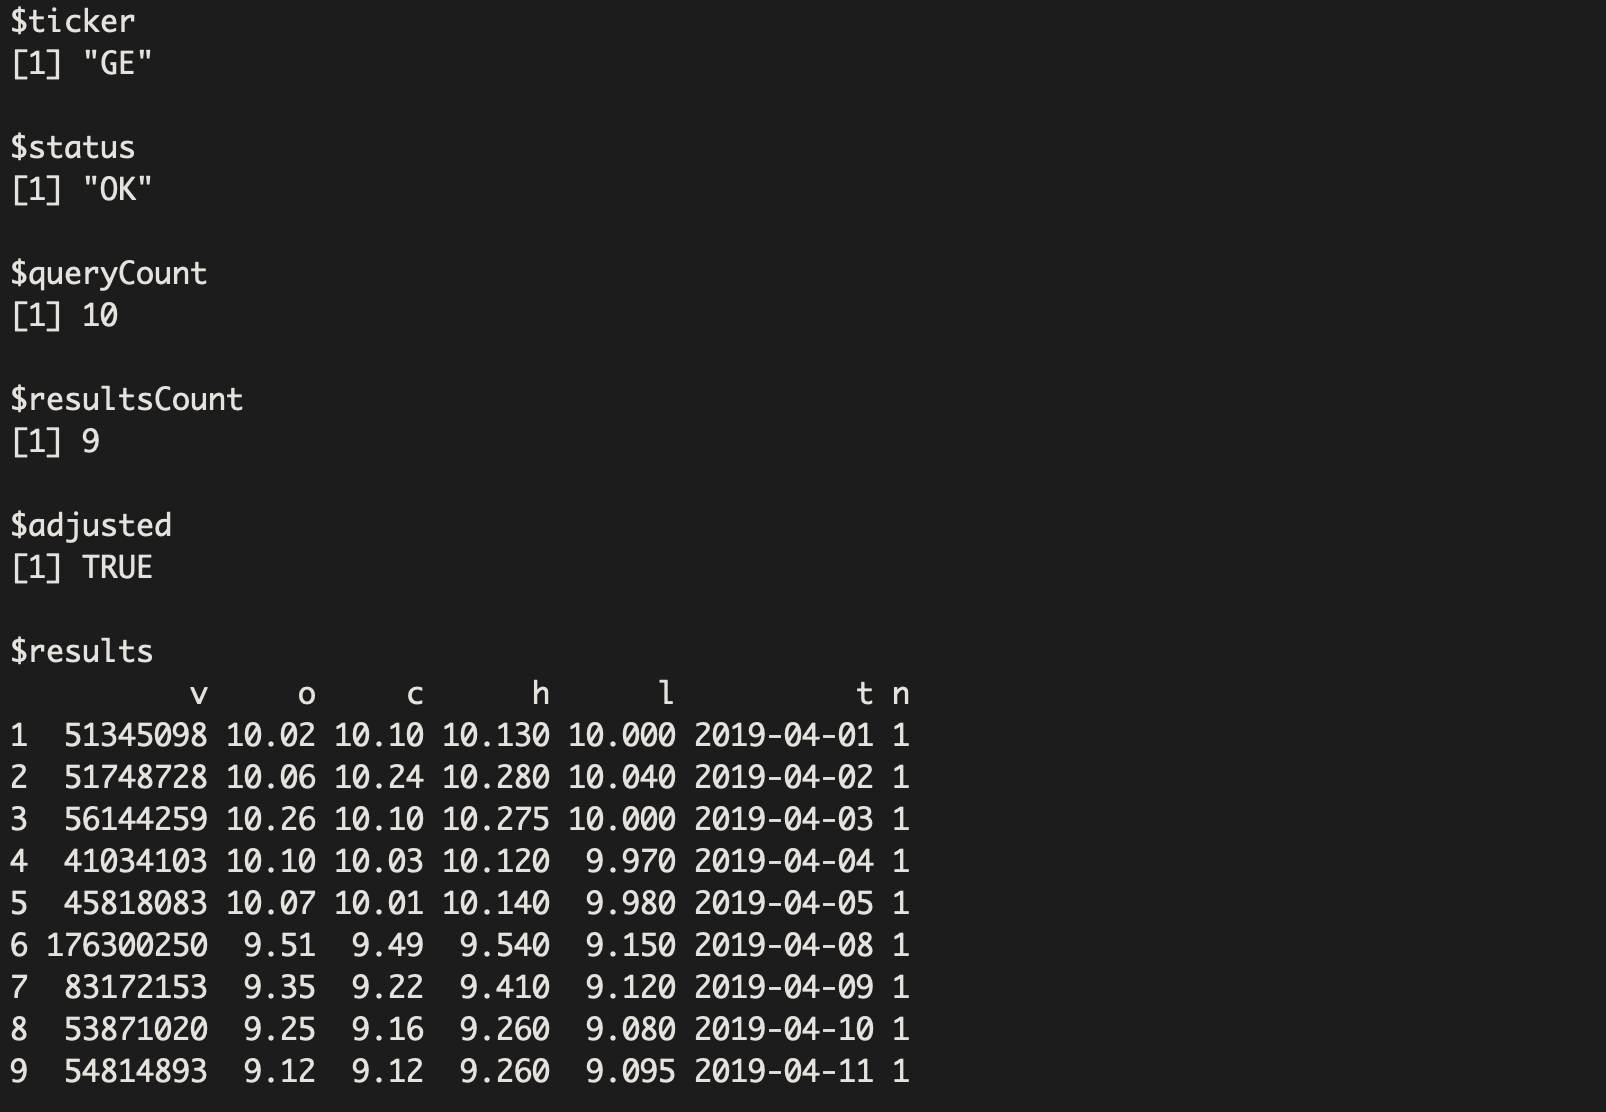 $ticker
[1] "GE"
$status
[1] "OK"
$queryCount
[1] 10
$resultsCount
[1] 9
$adjusted
[1] TRUE
$results
          v     o     c      h      l          t n
1  51345098 10.02 10.10 10.130 10.000 2019-04-01 1
2  51748728 10.06 10.24 10.280 10.040 2019-04-02 1
3  56144259 10.26 10.10 10.275 10.000 2019-04-03 1
4  41034103 10.10 10.03 10.120  9.970 2019-04-04 1
5  45818083 10.07 10.01 10.140  9.980 2019-04-05 1
6 176300250  9.51  9.49  9.540  9.150 2019-04-08 1
7  83172153  9.35  9.22  9.410  9.120 2019-04-09 1
8  53871020  9.25  9.16  9.260  9.080 2019-04-10 1
9  54814893  9.12  9.12  9.260  9.095 2019-04-11 1